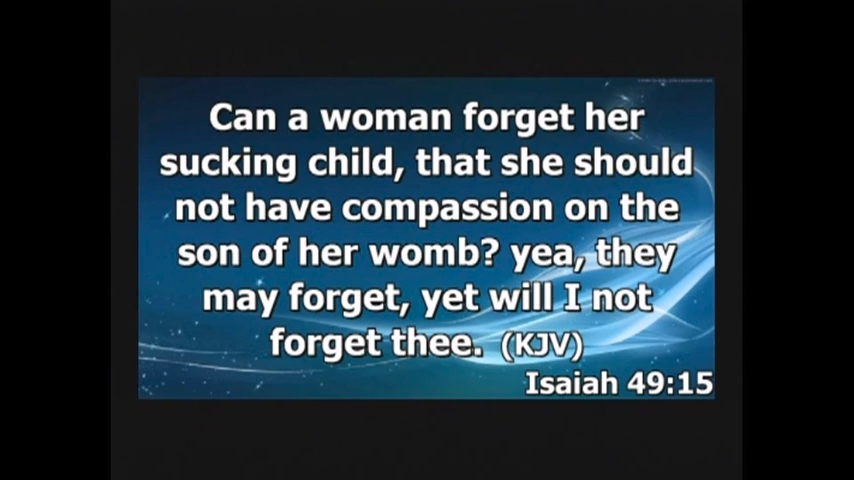 Can a woman forget her
sucking child, that she should
not have compassion on the
son of her womb? yea, they
may forget, yet will I not
forget thee. (KJV)
Isaiah 49:15